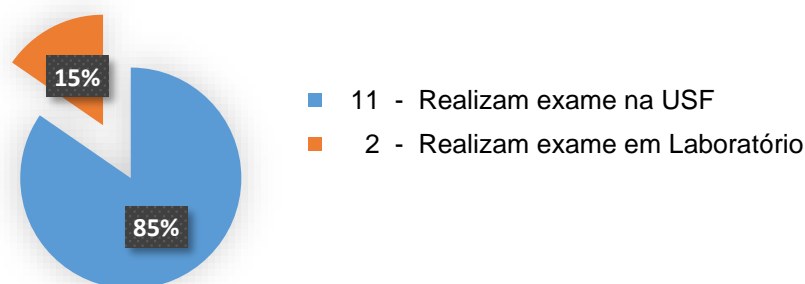 15%
11 - Realizam exame na USF
2 - Realizam exame em Laboratório
85%